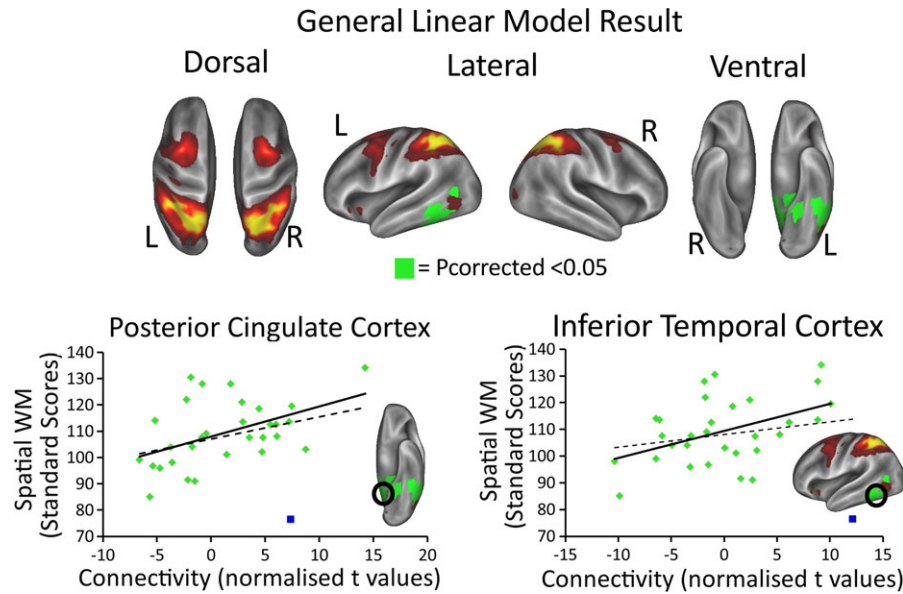 General Linear Model Result
Dorsal
Lateral
Ventral
L
R
L
R
R
L
= Pcorrected <0.05
Posterior Cingulate Cortex
Spatial WM
(Standard Scores)
140
130
120
110
100
90
80
70
-10
-5
0
5
10
15
20
Connectivity (normalised t values)
Inferior Temporal Cortex
Spatial WM
(Standard Scores)
140
130
120
110
100
90
80
70
-15
-10
-5
0
5
10
15
Connectivity (normalised t values)